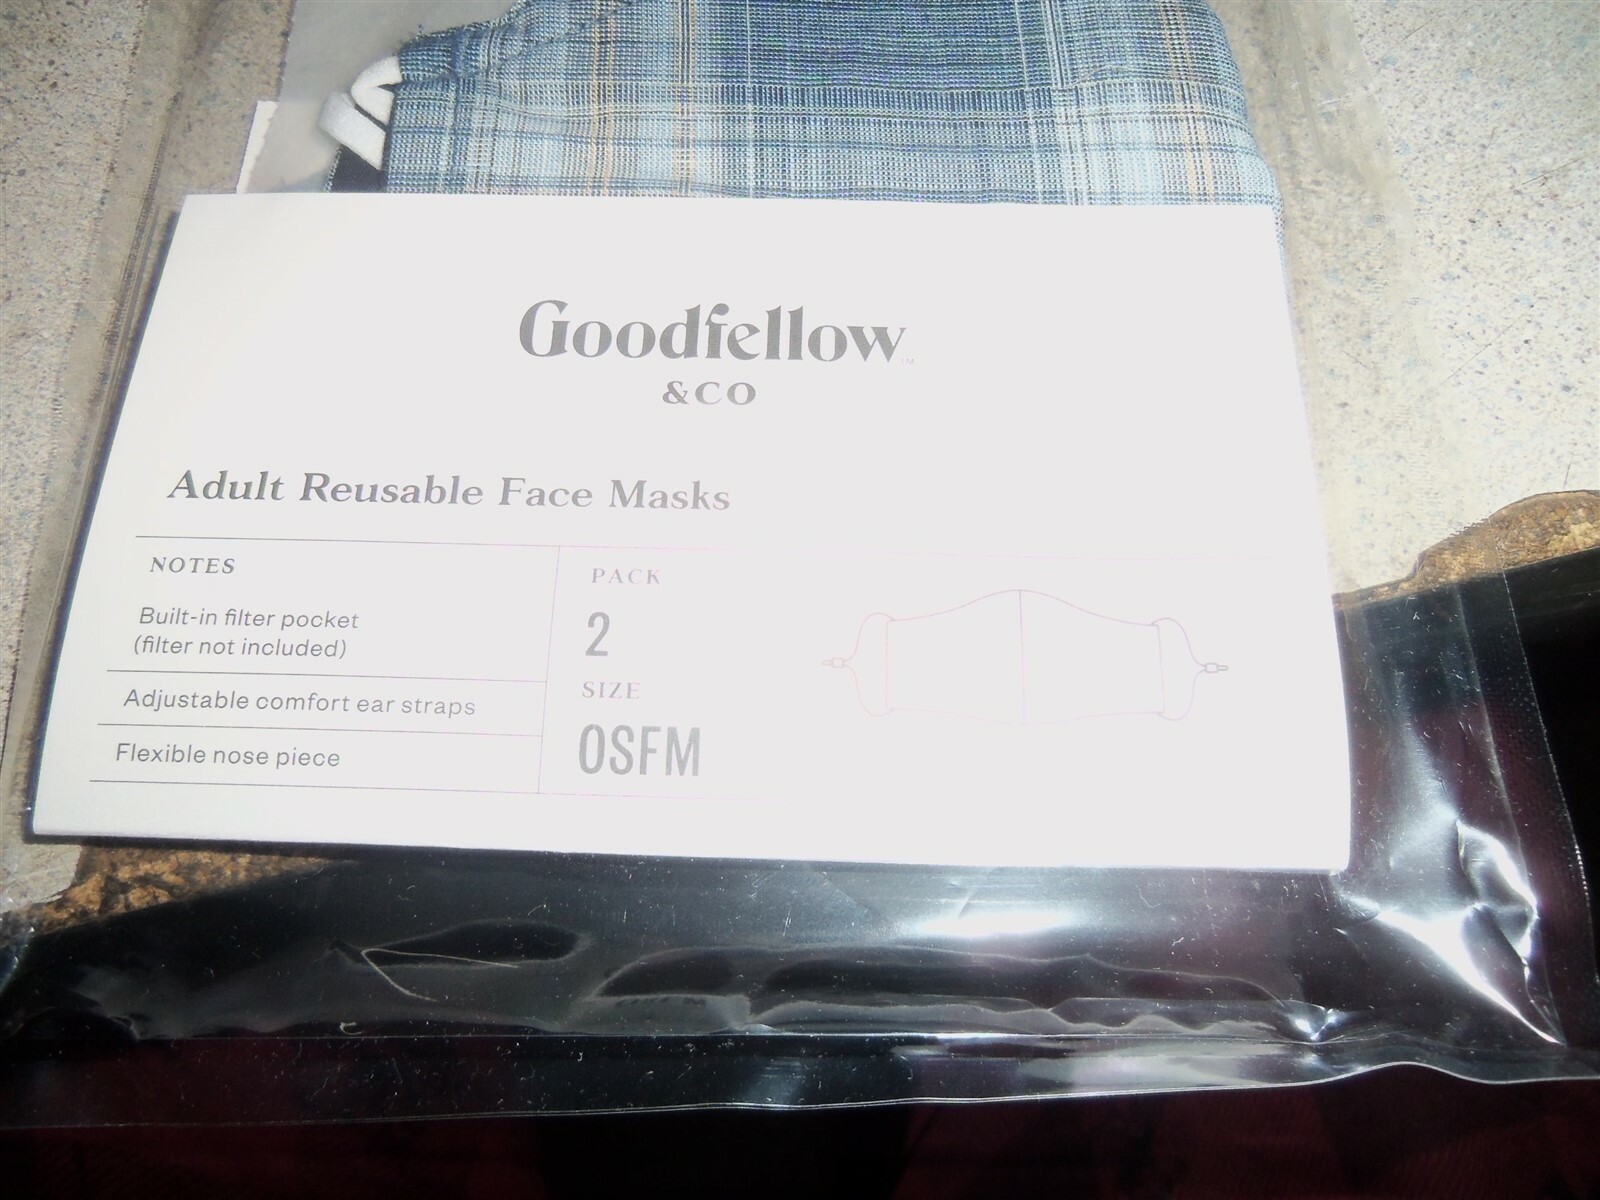 Goodfellow™
&CO
Adult Reusable Face Masks
NOTES
Built-in filter pocket
(filter not included)
Adjustable comfort ear straps
Flexible nose piece
PACK
2
SIZE
OSFM